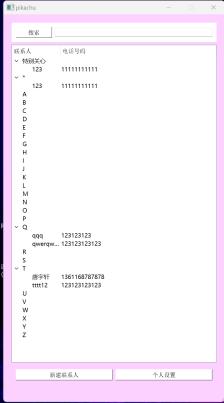 pikachu
搜索
联系人 电话号码
特别关心
123 11111111111
*
123 11111111111
A
B
C
D
E
F
G
H
I
J
K
L
M
N
O
P
Q
qqq 123123123
qwerqw... 123123123123
R
S
T
唐宇轩 1361168787878
tttt12 123123123123
U
V
W
X
Y
Z
新建联系人 个人设置